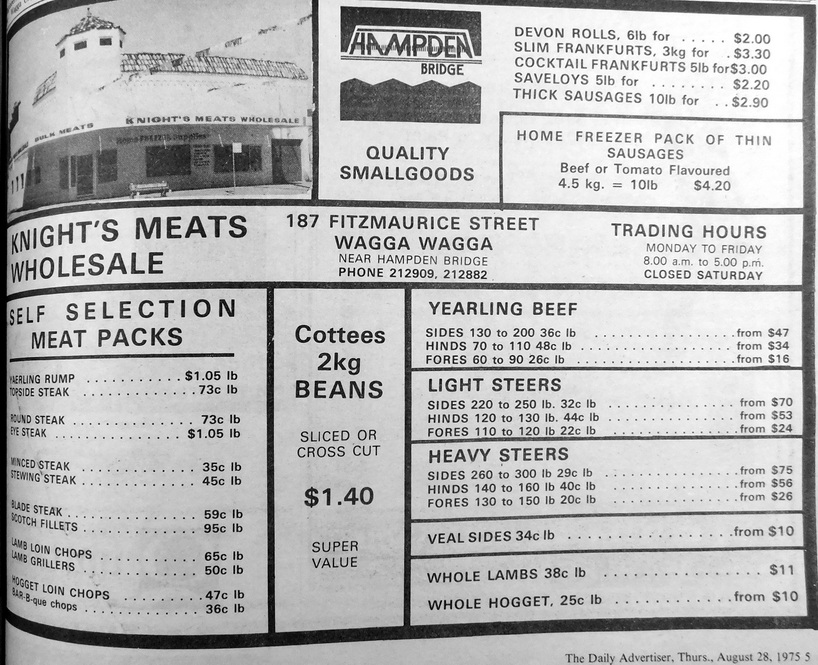 BULK MEATS
KNIGHT'S MEATS WHOLESALE
HAMPDEN
BRIDGE
QUALITY
SMALLGOODS
DEVON ROLLS, 6lb for ..... $2.00
SLIM FRANKFURTS, 3kg for . $3.30
COCKTAIL FRANKFURTS 5lb for $3.00
SAVELOYS 5lb for ........ $2.20
THICK SAUSAGES 10lb for .. $2.90
HOME FREEZER PACK OF THIN
SAUSAGES
Beef or Tomato Flavoured
4.5 kg. = 10lb $4.20
KNIGHT'S MEATS
WHOLESALE
187 FITZMAURICE STREET
WAGGA WAGGA
NEAR HAMPDEN BRIDGE
PHONE 212909, 212882
TRADING HOURS
MONDAY TO FRIDAY
8.00 a.m. to 5.00 p.m.
CLOSED SATURDAY
SELF SELECTION
MEAT PACKS
YAERLING RUMP ........... $1.05 lb
TOPSIDE STEAK ............ 73c lb
ROUND STEAK ............. 73c lb
EYE STEAK ............. $1.05 lb
MINCED STEAK ............ 35c lb
STEWING STEAK ........... 45c lb
BLADE STEAK ............. 59c lb
SCOTCH FILLETS .......... 95c lb
LAMB LOIN CHOPS ......... 65c lb
LAMB GRILLERS ........... 50c lb
HOGGET LOIN CHOPS ........ 47c lb
BAR-B-que chops .......... 36c lb
Cottees
2kg
BEANS
SLICED OR
CROSS CUT
$1.40
SUPER
VALUE
YEARLING BEEF
SIDES 130 to 200 36c lb ................ from $47
HINDS 70 to 110 48c lb ................. from $34
FORES 60 to 90 26c lb .................. from $16
LIGHT STEERS
SIDES 220 to 250 lb. 32c lb ............. from $70
HINDS 120 to 130 lb. 44c lb ............. from $53
FORES 110 to 120 lb 22c lb .............. from $24
HEAVY STEERS
SIDES 260 to 300 lb 29c lb .............. from $75
HINDS 140 to 160 lb 40c lb .............. from $56
FORES 130 to 150 lb 20c lb .............. from $26
VEAL SIDES 34c lb .................... from $10
WHOLE LAMBS 38c lb .................... $11
WHOLE HOGGET, 25c lb ................ from $10
The Daily Advertiser, Thurs., August 28, 1975 5